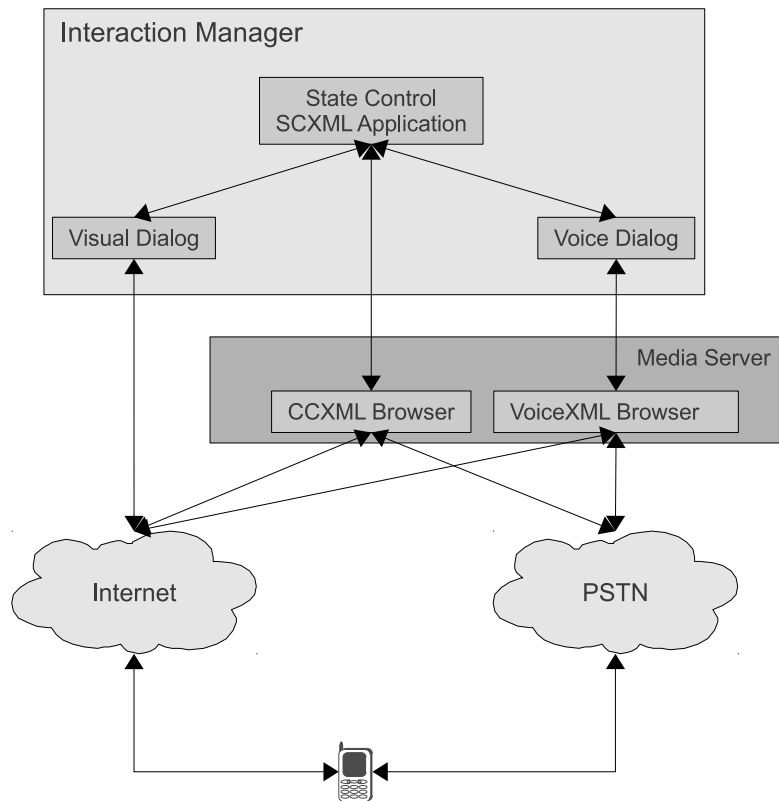 Interaction Manager
State Control
SCXML Application
Visual Dialog
Voice Dialog
Media Server
CCXML Browser
VoiceXML Browser
Internet
PSTN